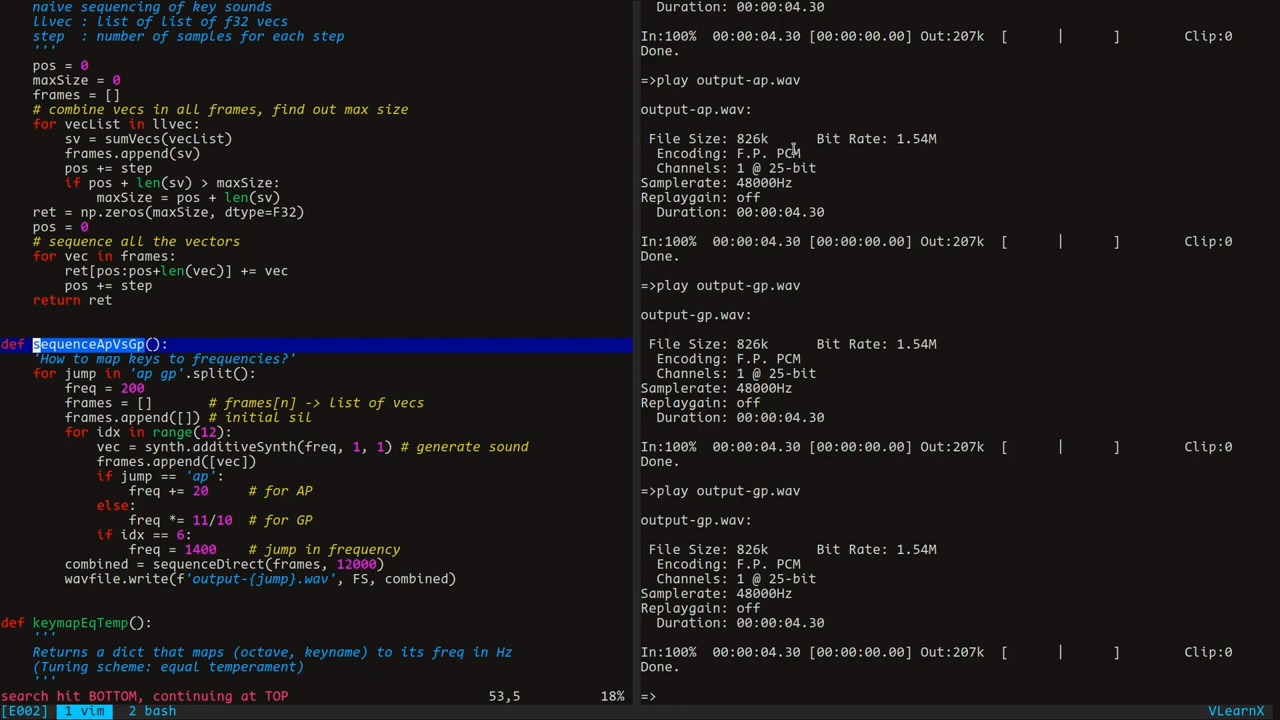 naive sequencing of key sounds
llvec : list of list of f32 vecs
step  : number of samples for each step
'''
pos = 0
maxSize = 0
frames = []
# combine vecs in all frames, find out max size
for vecList in llvec:
sv = sumVecs(vecList)
frames.append(sv)
pos += step
if pos + len(sv) > maxSize:
maxSize = pos + len(sv)
ret = np.zeros(maxSize, dtype=F32)
pos = 0
# sequence all the vectors
for vec in frames:
ret[pos:pos+len(vec)] += vec
pos += step
return ret
def sequenceApVsGp():
'How to map keys to frequencies?'
for jump in 'ap gp'.split():
freq = 200
frames = []       # frames[n] -> list of vecs
frames.append([]) # initial sil
for idx in range(12):
vec = synth.additiveSynth(freq, 1, 1) # generate sound
frames.append([vec])
if jump == 'ap':
freq += 20     # for AP
else:
freq *= 11/10  # for GP
if idx == 6:
freq = 1400    # jump in frequency
combined = sequenceDirect(frames, 12000)
wavfile.write(f'output-{jump}.wav', FS, combined)
def keymapEqTemp():
'''
Returns a dict that maps (octave, keyname) to its freq in Hz
(Tuning scheme: equal temperament)
'''
search hit BOTTOM, continuing at TOP 53,5 18%
Duration: 00:00:04.30
In:100%  00:00:04.30 [00:00:00.00] Out:207k  [      |      ]        Clip:0
Done.
=>play output-ap.wav
output-ap.wav:
File Size: 826k      Bit Rate: 1.54M
Encoding: F.P. PCM
Channels: 1 @ 25-bit
Samplerate: 48000Hz
Replaygain: off
Duration: 00:00:04.30
In:100%  00:00:04.30 [00:00:00.00] Out:207k  [      |      ]        Clip:0
Done.
=>play output-gp.wav
output-gp.wav:
File Size: 826k      Bit Rate: 1.54M
Encoding: F.P. PCM
Channels: 1 @ 25-bit
Samplerate: 48000Hz
Replaygain: off
Duration: 00:00:04.30
In:100%  00:00:04.30 [00:00:00.00] Out:207k  [      |      ]        Clip:0
Done.
=>play output-gp.wav
output-gp.wav:
File Size: 826k      Bit Rate: 1.54M
Encoding: F.P. PCM
Channels: 1 @ 25-bit
Samplerate: 48000Hz
Replaygain: off
Duration: 00:00:04.30
In:100%  00:00:04.30 [00:00:00.00] Out:207k  [      |      ]        Clip:0
Done.
=>
[E002] 1 vim 2 bash VLearnX